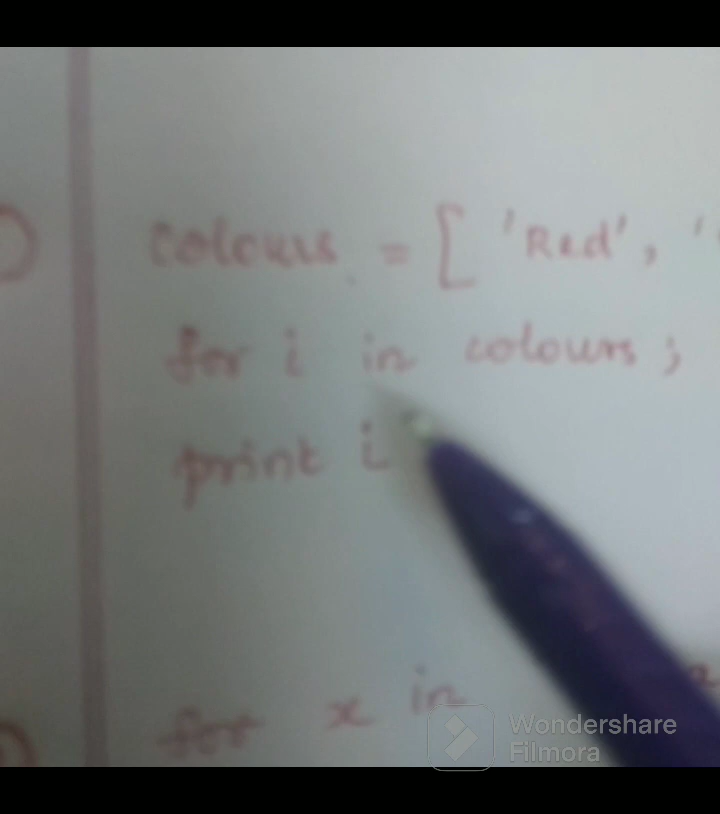 colours = [ 'Red', '
for i in colours;
print i
for x in
Wondershare
Filmora